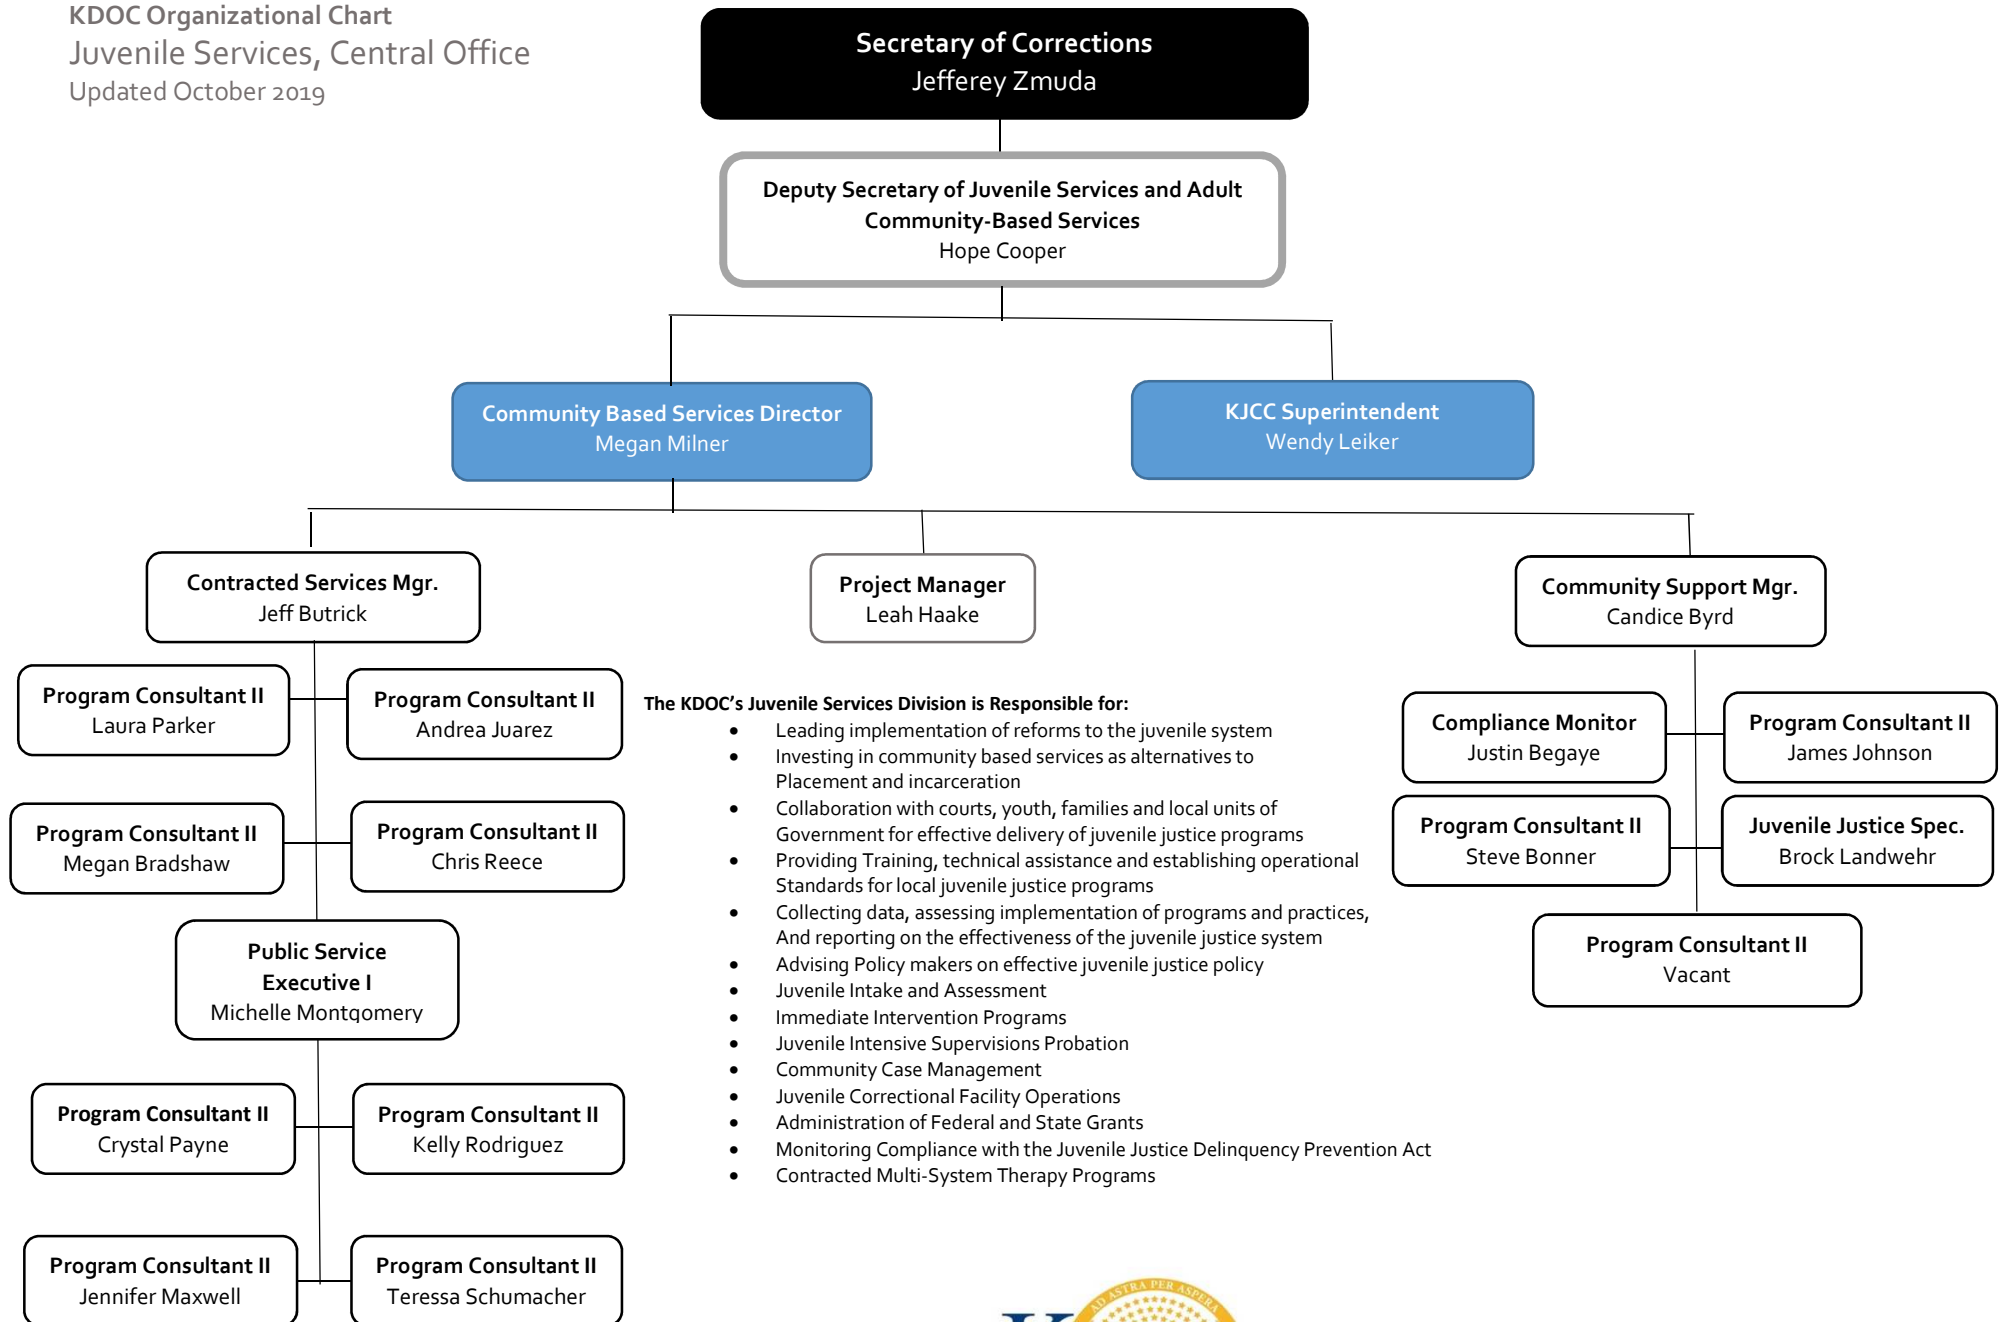 KDOC Organizational Chart
Juvenile Services, Central Office
Updated October 2019
Secretary of Corrections
Jefferey Zmuda
Deputy Secretary of Juvenile Services and Adult
Community-Based Services
Hope Cooper
Community Based Services Director
Megan Milner
KJCC Superintendent
Wendy Leiker
Contracted Services Mgr.
Jeff Butrick
Project Manager
Leah Haake
Community Support Mgr.
Candice Byrd
Program Consultant II
Laura Parker
Program Consultant II
Andrea Juarez
Program Consultant II
Megan Bradshaw
Program Consultant II
Chris Reece
Public Service
Executive I
Michelle Montgomery
Program Consultant II
Crystal Payne
Program Consultant II
Kelly Rodriguez
Program Consultant II
Jennifer Maxwell
Program Consultant II
Teressa Schumacher
The KDOC’s Juvenile Services Division is Responsible for:
• Leading implementation of reforms to the juvenile system
• Investing in community based services as alternatives to
Placement and incarceration
• Collaboration with courts, youth, families and local units of
Government for effective delivery of juvenile justice programs
• Providing Training, technical assistance and establishing operational
Standards for local juvenile justice programs
• Collecting data, assessing implementation of programs and practices,
And reporting on the effectiveness of the juvenile justice system
• Advising Policy makers on effective juvenile justice policy
• Juvenile Intake and Assessment
• Immediate Intervention Programs
• Juvenile Intensive Supervisions Probation
• Community Case Management
• Juvenile Correctional Facility Operations
• Administration of Federal and State Grants
• Monitoring Compliance with the Juvenile Justice Delinquency Prevention Act
• Contracted Multi-System Therapy Programs
Compliance Monitor
Justin Begaye
Program Consultant II
James Johnson
Program Consultant II
Steve Bonner
Juvenile Justice Spec.
Brock Landwehr
Program Consultant II
Vacant
AD ASTRA PER ASPERA